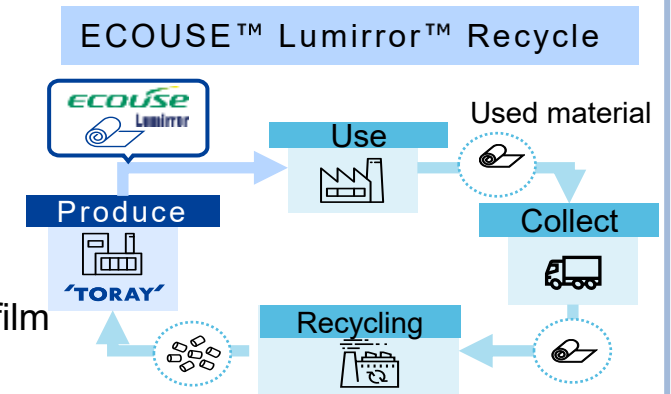 ECOUSE™ Lumirror™ Recycle
ECOUSE
Lumirror
Used material
Use
Produce
Collect
'TORAY'
film
Recycling